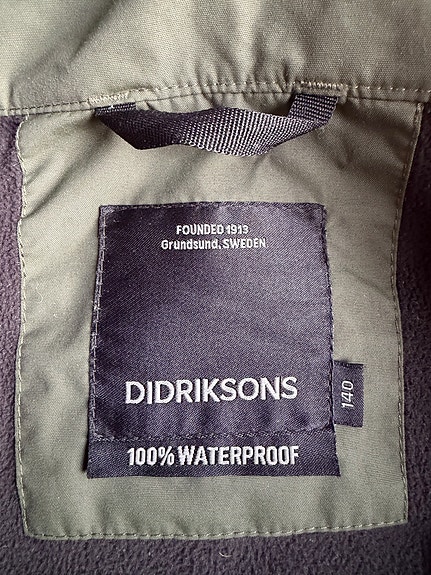 FOUNDED 1913
Grundsund, SWEDEN
DIDRIKSONS
140
100% WATERPROOF